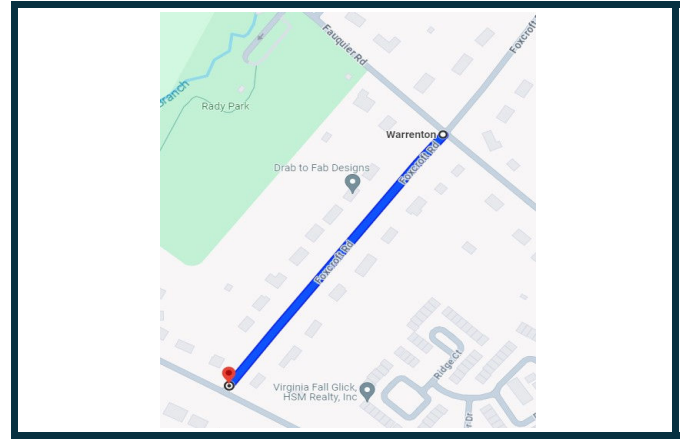 Fauquier Rd
Foxcroft
Branch
Rady Park
Warrenton
Foxcroft Rd
Drab to Fab Designs
Foxcroft Rd
Ridge Ct
Virginia Fall Glick,
HSM Realty, Inc
r Dr